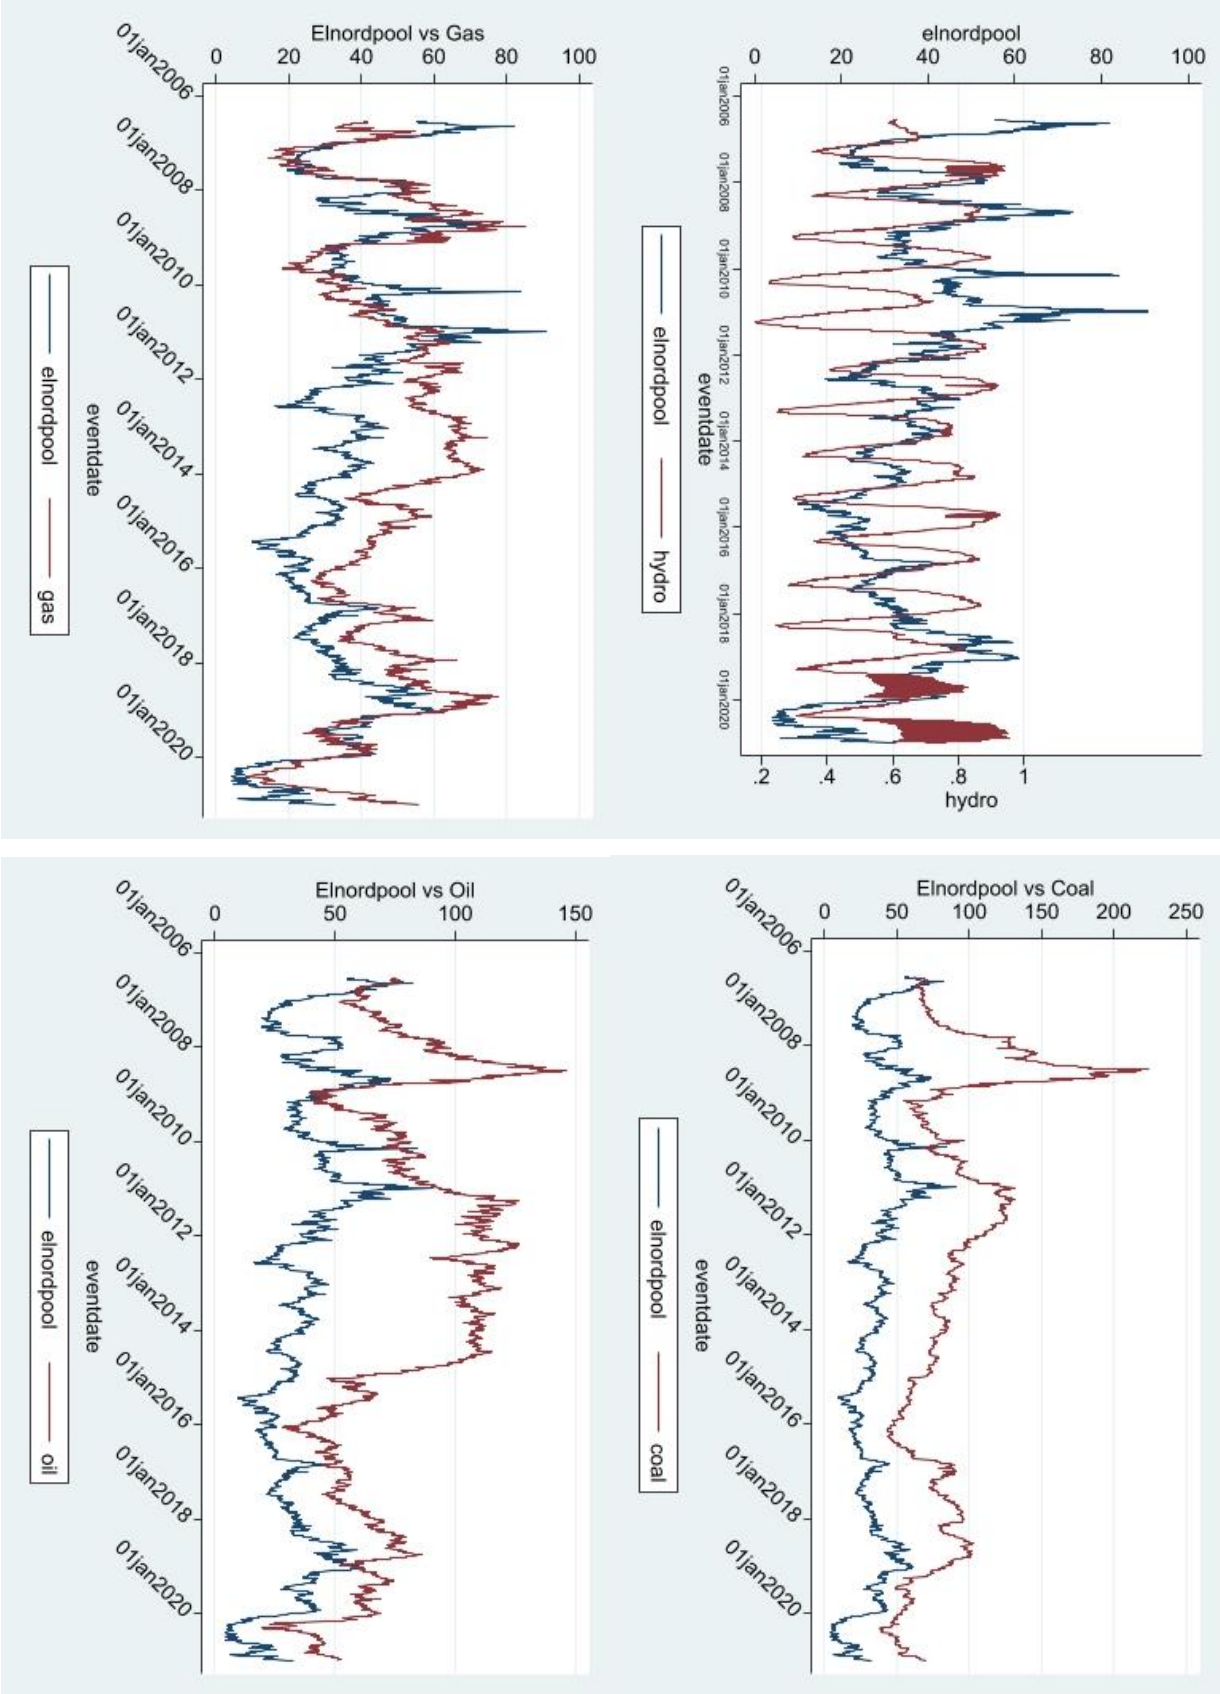 Elnordpool vs Gas
0 20 40 60 80 100
01jan2006
01jan2008
01jan2010
01jan2012
01jan2014
01jan2016
01jan2018
01jan2020
eventdate
elnordpool gas
elnordpool
0 20 40 60 80 100
01jan2006
01jan2008
01jan2010
01jan2012
01jan2014
01jan2016
01jan2018
01jan2020
eventdate
.2 .4 .6 .8 1
hydro
elnordpool hydro
Elnordpool vs Oil
0 50 100 150
01jan2006
01jan2008
01jan2010
01jan2012
01jan2014
01jan2016
01jan2018
01jan2020
eventdate
elnordpool oil
Elnordpool vs Coal
0 50 100 150 200 250
01jan2006
01jan2008
01jan2010
01jan2012
01jan2014
01jan2016
01jan2018
01jan2020
eventdate
elnordpool coal